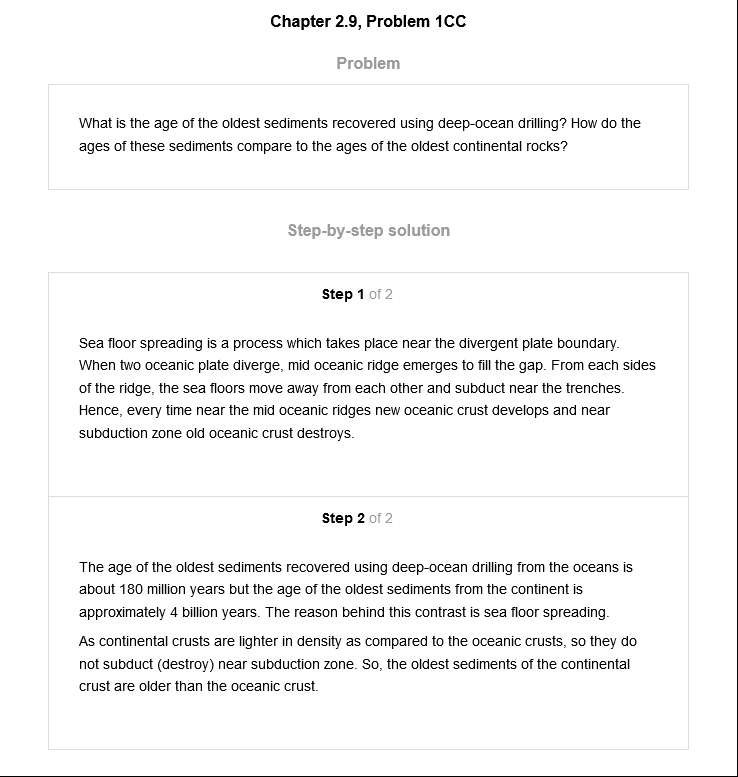 Chapter 2.9, Problem 1CC
Problem
What is the age of the oldest sediments recovered using deep-ocean drilling? How do the
ages of these sediments compare to the ages of the oldest continental rocks?
Step-by-step solution
Step 1 of 2
Sea floor spreading is a process which takes place near the divergent plate boundary.
When two oceanic plate diverge, mid oceanic ridge emerges to fill the gap. From each sides
of the ridge, the sea floors move away from each other and subduct near the trenches.
Hence, every time near the mid oceanic ridges new oceanic crust develops and near
subduction zone old oceanic crust destroys.
Step 2 of 2
The age of the oldest sediments recovered using deep-ocean drilling from the oceans is
about 180 million years but the age of the oldest sediments from the continent is
approximately 4 billion years. The reason behind this contrast is sea floor spreading.
As continental crusts are lighter in density as compared to the oceanic crusts, so they do
not subduct (destroy) near subduction zone. So, the oldest sediments of the continental
crust are older than the oceanic crust.